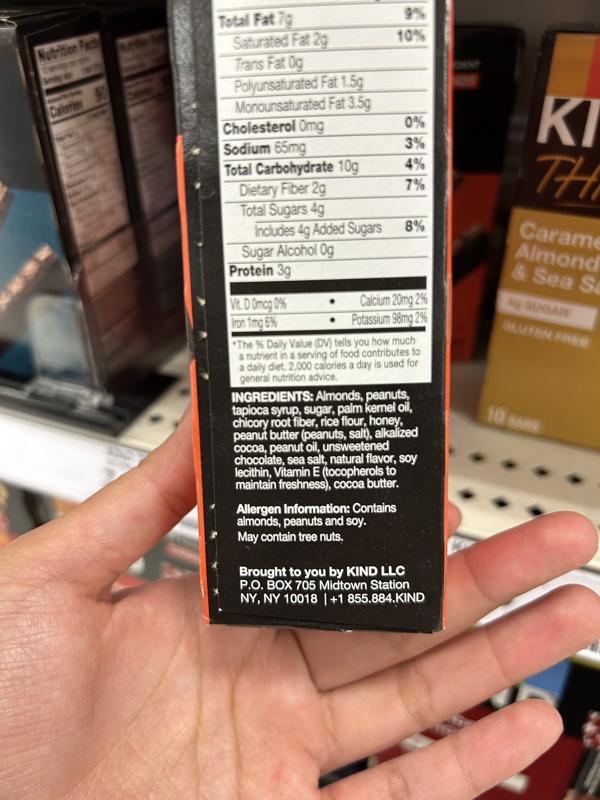 Total Fat 7g 9%
Saturated Fat 2g 10%
Trans Fat 0g
Polyunsaturated Fat 1.5g
Monounsaturated Fat 3.5g
Cholesterol 0mg 0%
Sodium 65mg 3%
Total Carbohydrate 10g 4%
Dietary Fiber 2g 7%
Total Sugars 4g
Includes 4g Added Sugars 8%
Sugar Alcohol 0g
Protein 3g
Vit. D 0mcg 0% • Calcium 20mg 2%
Iron 1mg 6% • Potassium 98mg 2%
*The % Daily Value (DV) tells you how much
a nutrient in a serving of food contributes to
a daily diet. 2,000 calories a day is used for
general nutrition advice.
INGREDIENTS: Almonds, peanuts,
tapioca syrup, sugar, palm kernel oil,
chicory root fiber, rice flour, honey,
peanut butter (peanuts, salt), alkalized
cocoa, peanut oil, unsweetened
chocolate, sea salt, natural flavor, soy
lecithin, Vitamin E (tocopherols to
maintain freshness), cocoa butter.
Allergen Information: Contains
almonds, peanuts and soy.
May contain tree nuts.
Brought to you by KIND LLC
P.O. BOX 705 Midtown Station
NY, NY 10018 | +1 855.884.KIND
Nutrition Facts
Calories
KI
TH
Carame
Almond
& Sea Sa
4g SUGAR
GLUTEN FREE
10 BARS